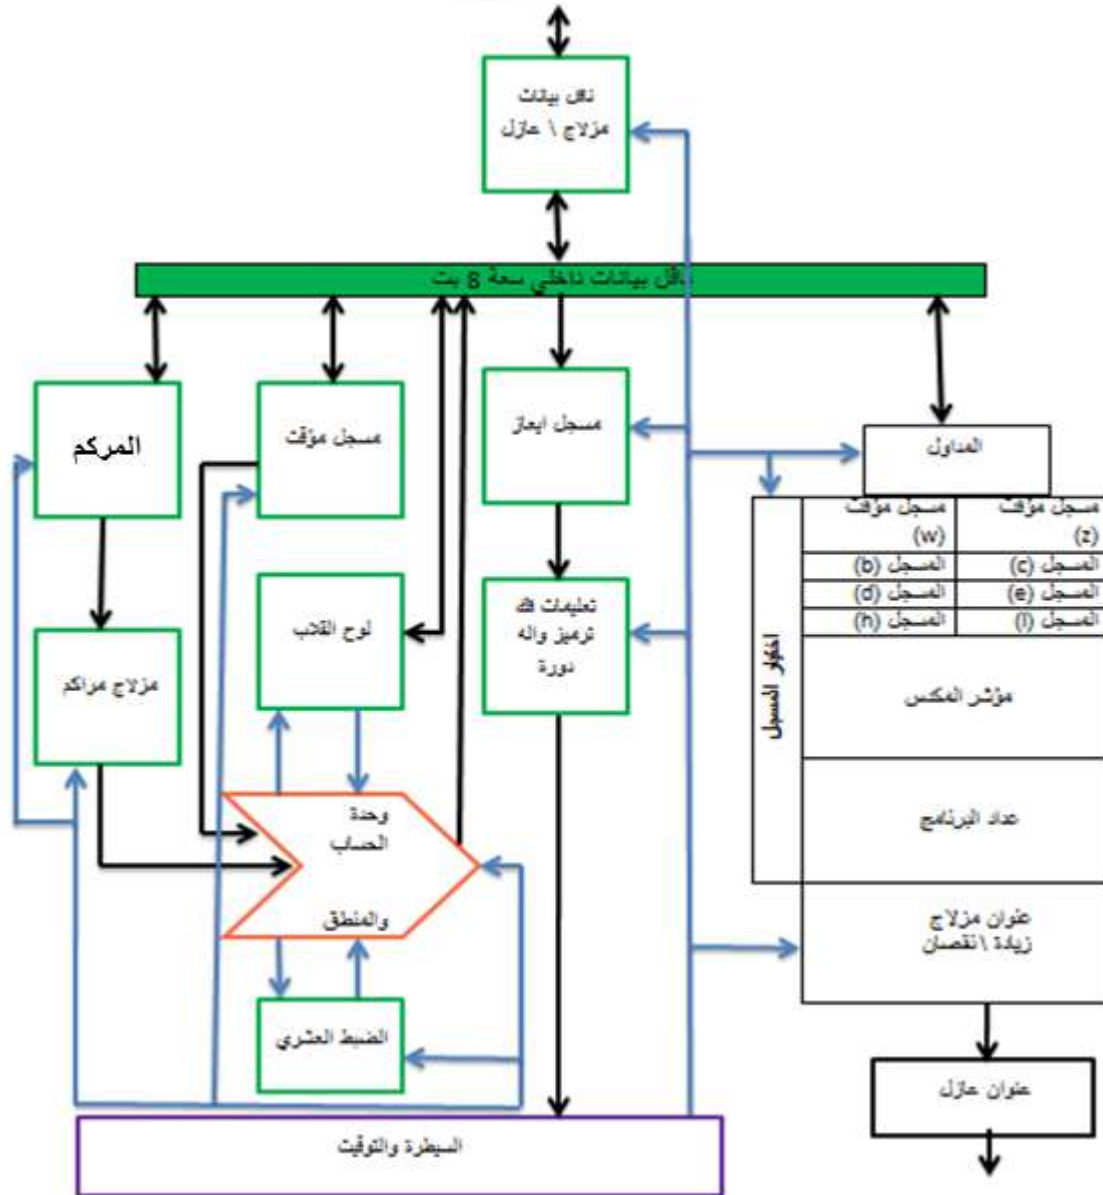 ناقل بيانات
مزلاج \ عازل
ناقل بيانات داخلي سعة 8 بت
المركم
مسجل مؤقت
مسجل ايعاز
المداول
مسجل مؤقت
(w)
مسجل مؤقت
(z)
المسجل (b)
المسجل (c)
المسجل (d)
المسجل (e)
المسجل (h)
المسجل (l)
اختيار المسجل
مؤشر المكدس
عداد البرنامج
عنوان مزلاج
زيادة \ نقصان
عنوان عازل
مزلاج مراكم
لوح القلاب
تعليمات فك
ترميز واله
دورة
وحدة
الحساب
والمنطق
الضبط العشري
السيطرة والتوقيت